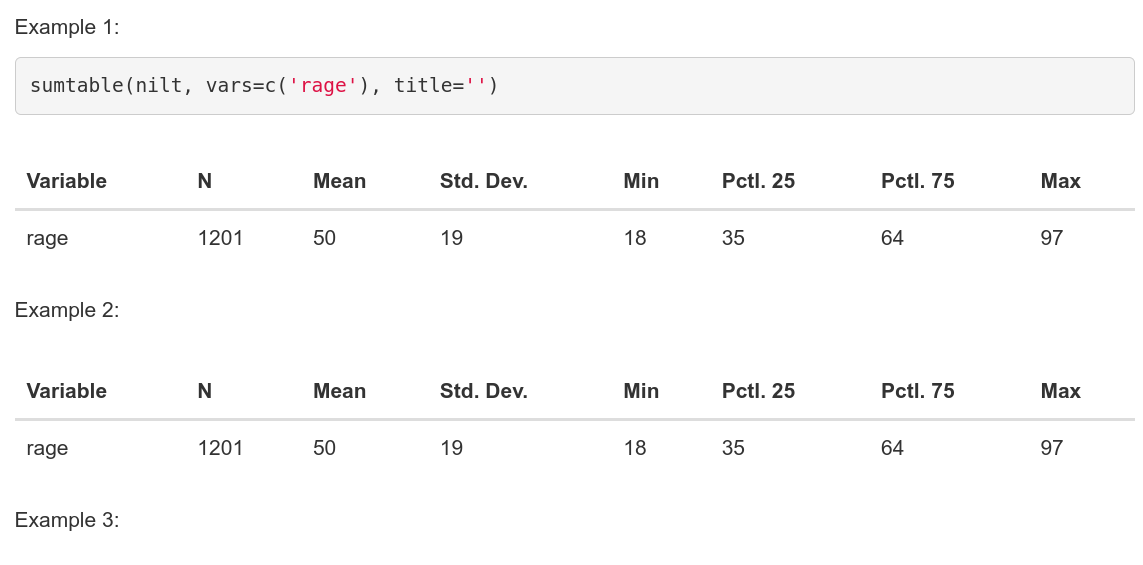 Example 1:
sumtable(nilt, vars=c('rage'), title='')
Variable N Mean Std. Dev. Min Pctl. 25 Pctl. 75 Max
rage 1201 50 19 18 35 64 97
Example 2:
Variable N Mean Std. Dev. Min Pctl. 25 Pctl. 75 Max
rage 1201 50 19 18 35 64 97
Example 3: